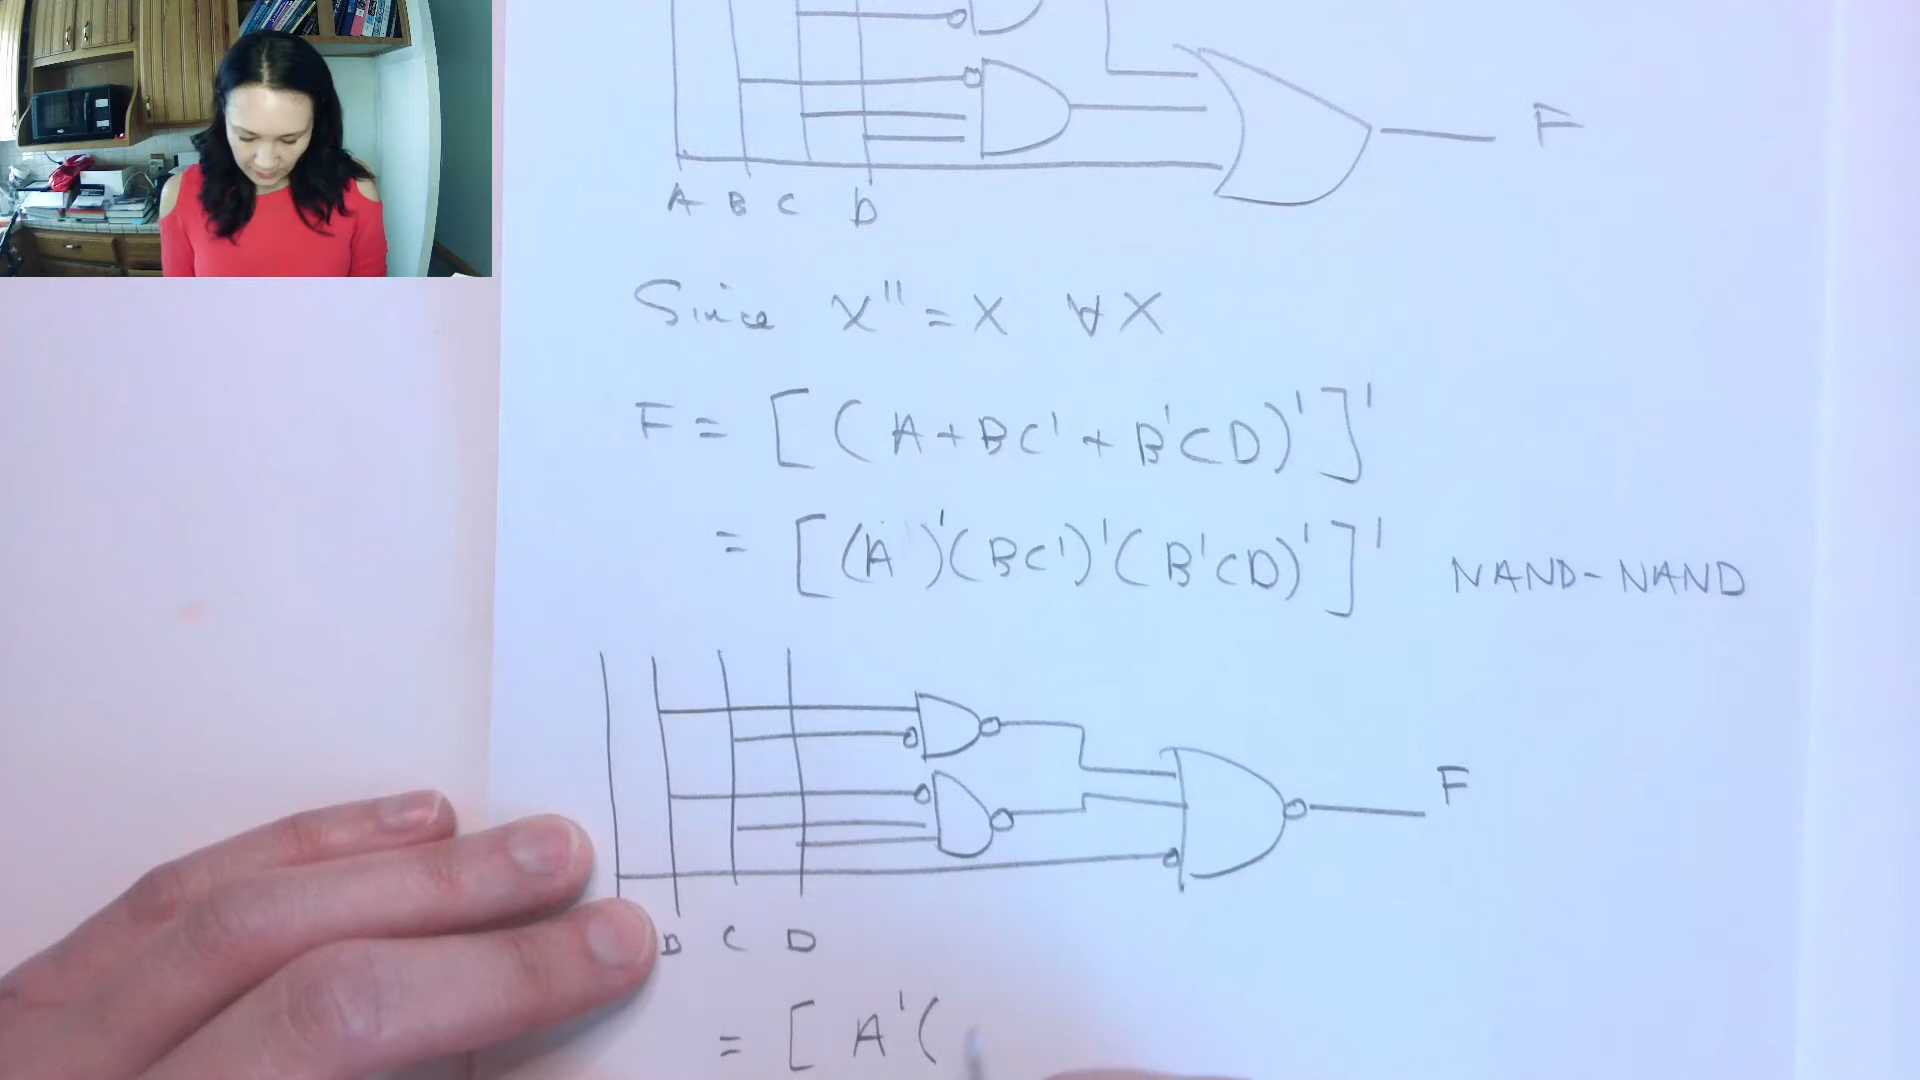 F
A B C D
Since X'' = X ∀ X
F = [(A + BC' + B'CD)']'
= [(A)'(BC')'(B'CD)']' NAND-NAND
F
B C D
= [A'(